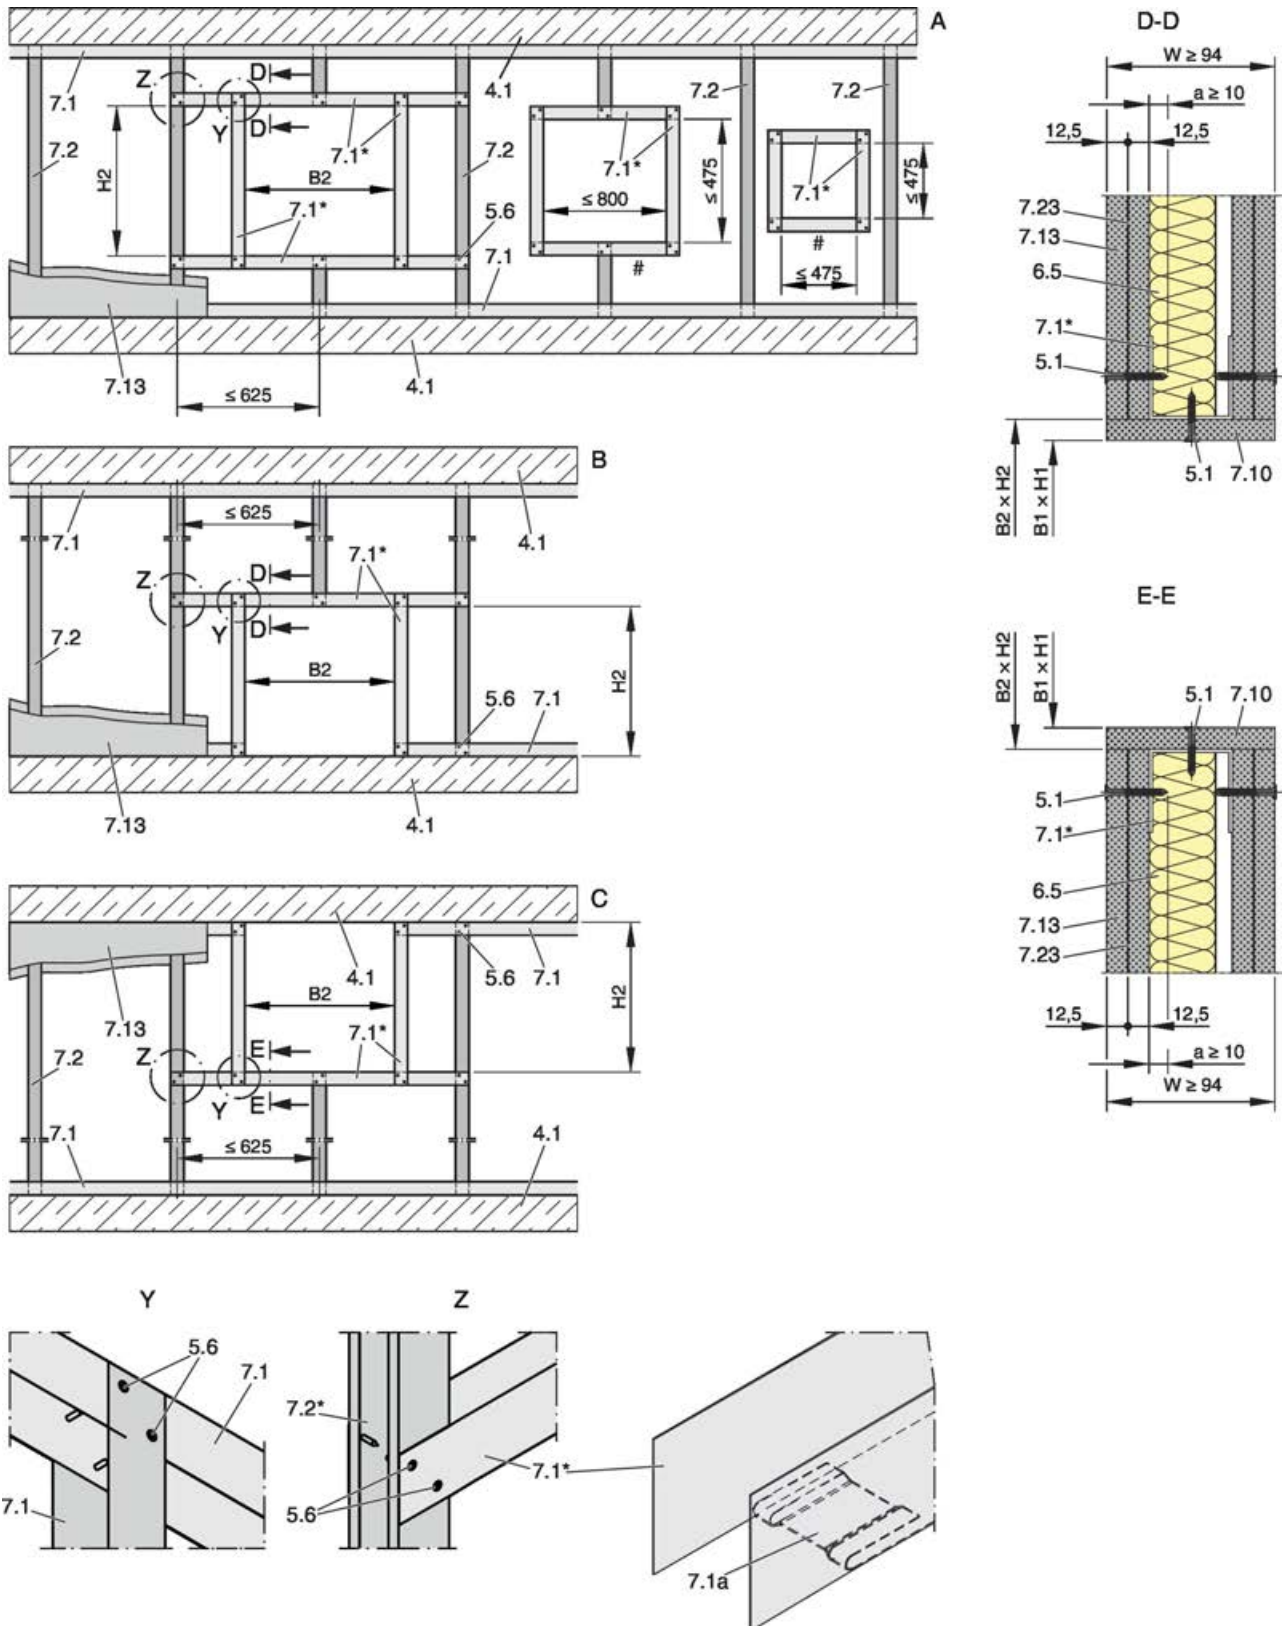 A
D-D
4.1
Z
D
7.1
Y
D
7.1*
7.2
7.2
7.2
7.2
7.1*
≤ 475
7.1*
≤ 475
H2
B2
7.1*
≤ 800
5.6
#
7.1
#
≤ 475
7.13
4.1
≤ 625
W ≥ 94
a ≥ 10
12,5
12,5
7.23
7.13
6.5
7.1*
5.1
5.1
7.10
B2 × H2
B1 × H1
B
≤ 625
7.1
4.1
7.1*
Z
D
Y
D
7.2
B2
H2
5.6
7.1
7.13
4.1
E-E
B2 × H2
B1 × H1
5.1
7.10
5.1
7.1*
6.5
7.13
7.23
12,5
12,5
a ≥ 10
W ≥ 94
C
4.1
5.6
7.1
B2
H2
7.13
7.2
Z
E
7.1*
Y
E
7.1
≤ 625
4.1
Y
Z
5.6
7.1
7.1
7.2*
7.1*
5.6
7.1a